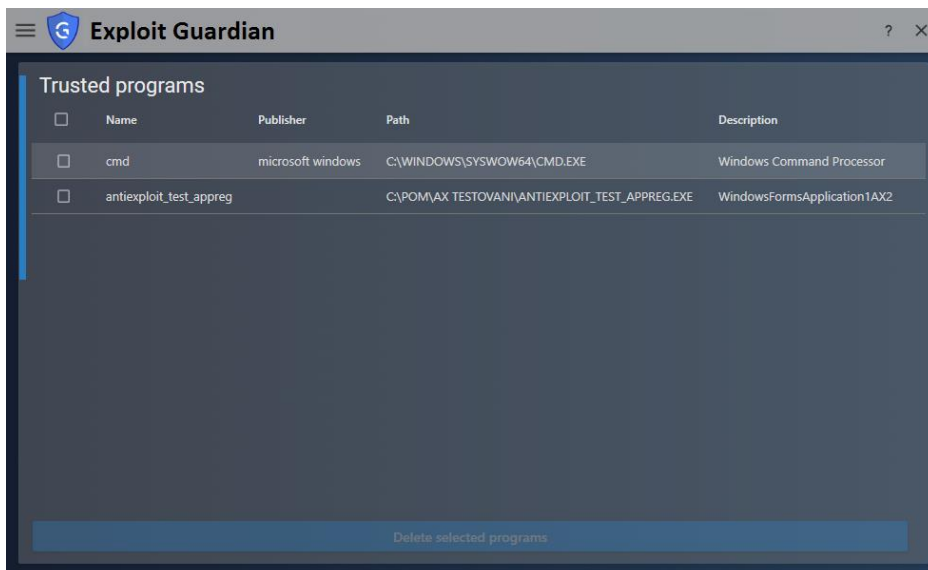 G Exploit Guardian ?
Trusted programs
Name Publisher Path Description
cmd microsoft windows C:\WINDOWS\SYSWOW64\CMD.EXE Windows Command Processor
antiexploit_test_appreg C:\POM\AX TESTOVANI\ANTIEXPLOIT_TEST_APPREG.EXE WindowsFormsApplication1AX2
Delete selected programs